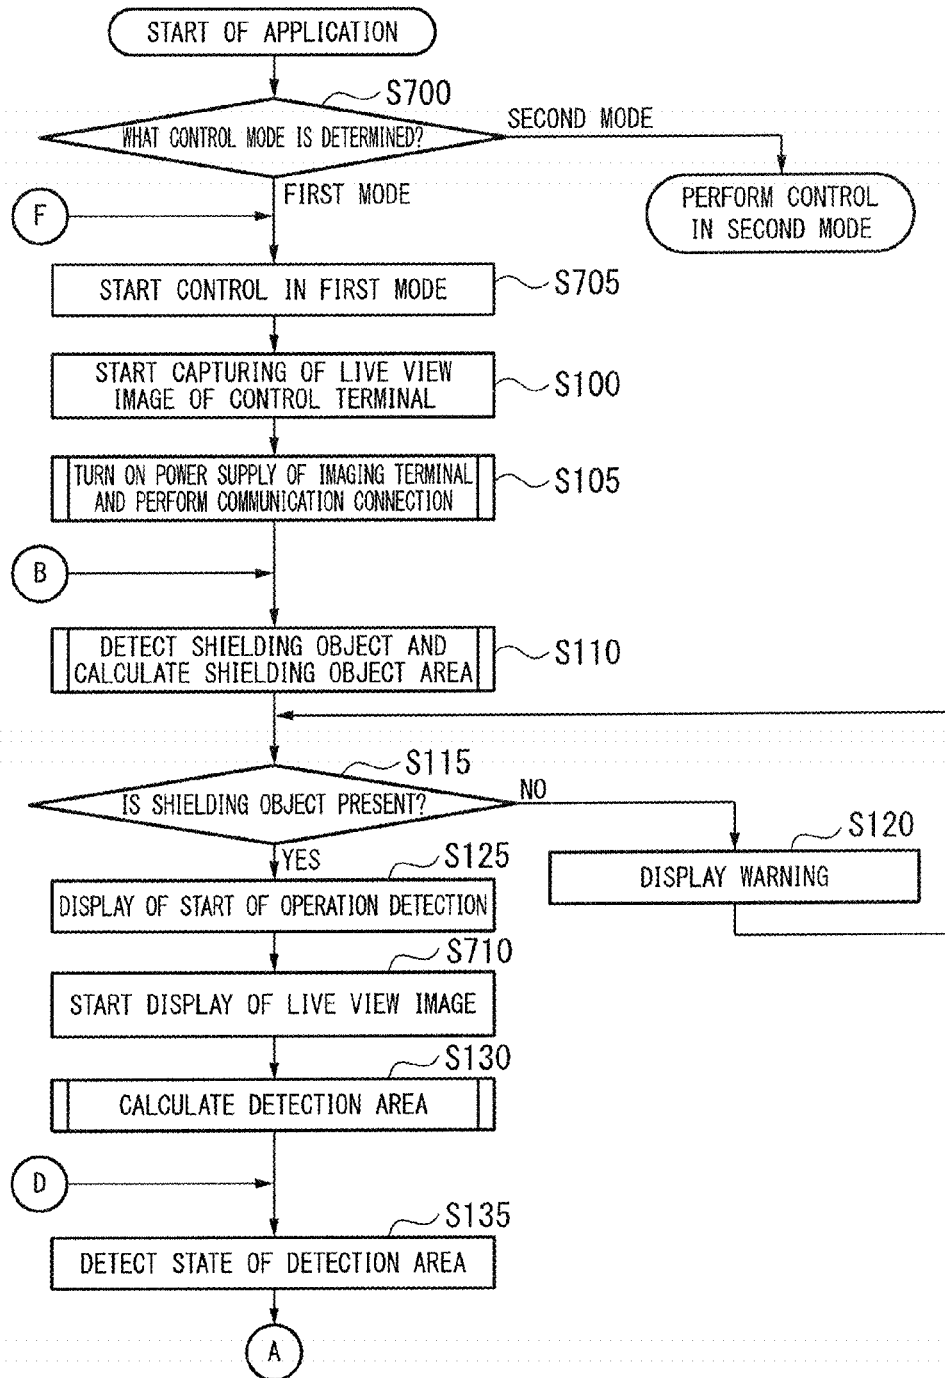 START OF APPLICATION
S700
WHAT CONTROL MODE IS DETERMINED?
SECOND MODE
FIRST MODE
PERFORM CONTROL
IN SECOND MODE
F
START CONTROL IN FIRST MODE
S705
START CAPTURING OF LIVE VIEW
IMAGE OF CONTROL TERMINAL
S100
TURN ON POWER SUPPLY OF IMAGING TERMINAL
AND PERFORM COMMUNICATION CONNECTION
S105
B
DETECT SHIELDING OBJECT AND
CALCULATE SHIELDING OBJECT AREA
S110
S115
IS SHIELDING OBJECT PRESENT?
NO
YES
S120
DISPLAY WARNING
S125
DISPLAY OF START OF OPERATION DETECTION
S710
START DISPLAY OF LIVE VIEW IMAGE
S130
CALCULATE DETECTION AREA
D
S135
DETECT STATE OF DETECTION AREA
A